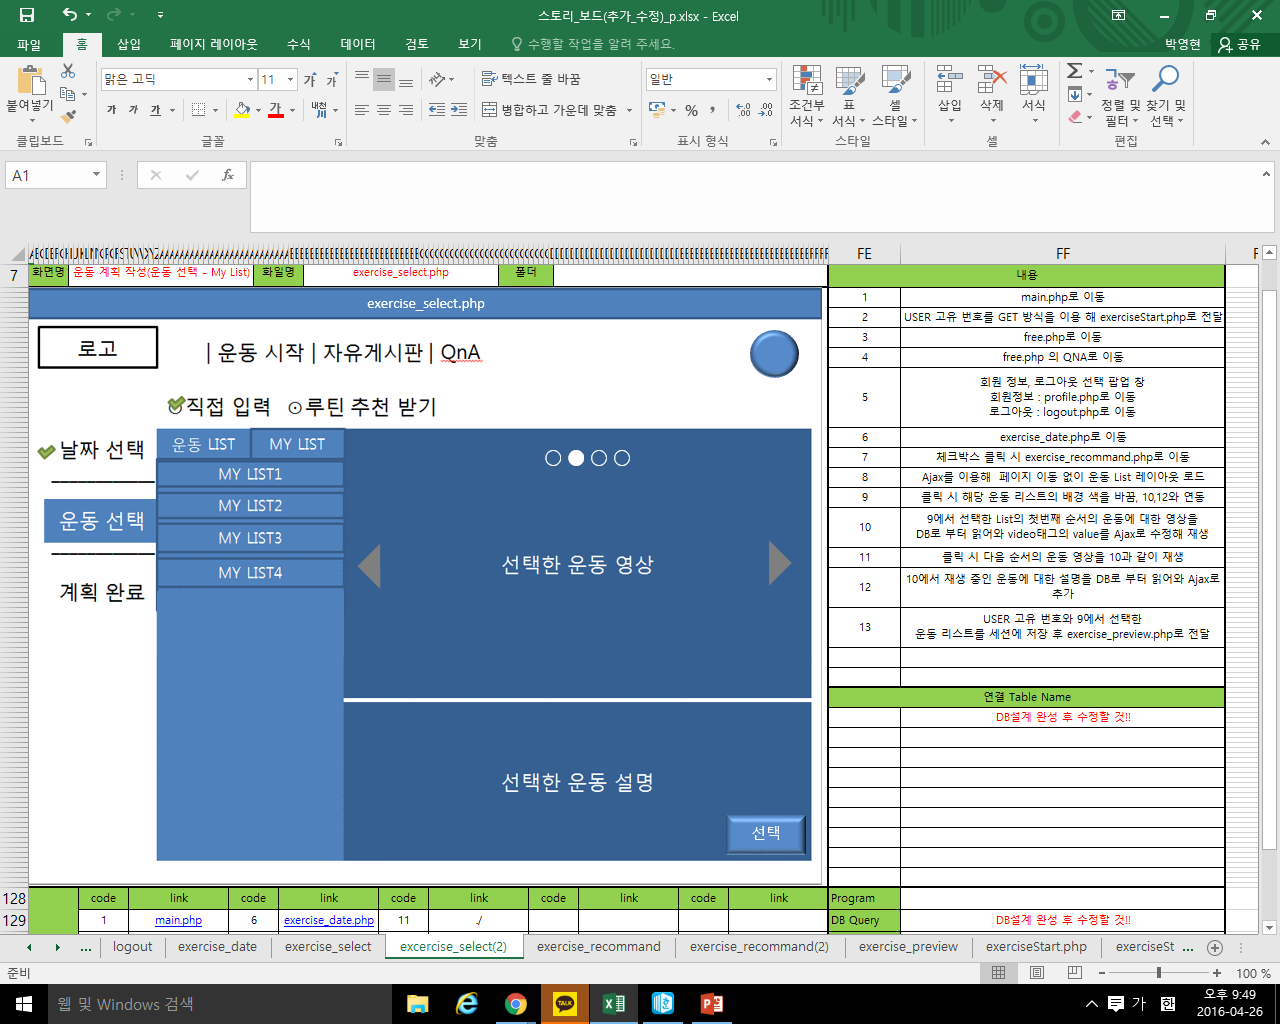 스토리_보드(추가_수정)_p.xlsx - Excel
파일 홈 삽입 페이지 레이아웃 수식 데이터 검토 보기 수행할 작업을 알려 주세요. 박영현 공유
붙여넣기
맑은 고딕 11
가 가 가 가 가 내천
텍스트 줄 바꿈
병합하고 가운데 맞춤
일반
조건부 서식 표 서식 셀 스타일
삽입 삭제 서식
정렬 및 필터 찾기 및 선택
클립보드 글꼴 맞춤 표시 형식 스타일 셀 편집
A1
fx
FE FF
7 화면명 운동 계획 작성(운동 선택 - My List) 화일명 exercise_select.php 폴더 내용
exercise_select.php
로고
| 운동 시작 | 자유게시판 | QnA
직접 입력 루틴 추천 받기
날짜 선택
운동 선택
계획 완료
운동 LIST MY LIST
MY LIST1
MY LIST2
MY LIST3
MY LIST4
선택한 운동 영상
선택한 운동 설명
선택
1 main.php로 이동
2 USER 고유 번호를 GET 방식을 이용 해 exerciseStart.php로 전달
3 free.php로 이동
4 free.php 의 QNA로 이동
5 회원 정보, 로그아웃 선택 팝업 창
회원정보 : profile.php로 이동
로그아웃 : logout.php로 이동
6 exercise_date.php로 이동
7 체크박스 클릭 시 exercise_recommand.php로 이동
8 Ajax를 이용해 페이지 이동 없이 운동 List 레이아웃 로드
9 클릭 시 해당 운동 리스트의 배경 색을 바꿈, 10,12와 연동
10 9에서 선택한 List의 첫번째 순서의 운동에 대한 영상을
DB로 부터 읽어와 video태그의 value를 Ajax로 수정해 재생
11 클릭 시 다음 순서의 운동 영상을 10과 같이 재생
12 10에서 재생 중인 운동에 대한 설명을 DB로 부터 읽어와 Ajax로
추가
13 USER 고유 번호와 9에서 선택한
운동 리스트를 세션에 저장 후 exercise_preview.php로 전달
연결 Table Name
DB설계 완성 후 수정할 것!!
128 code link code link code link code link code link Program
129 1 main.php 6 exercise_date.php 11 ./ DB Query DB설계 완성 후 수정할 것!!
... logout exercise_date exercise_select excercise_select(2) exercise_recommand exercise_recommand(2) exercise_preview exerciseStart.php exerciseSt ...
준비 100 %
웹 및 Windows 검색 TALK 가 한 오후 9:49
2016-04-26